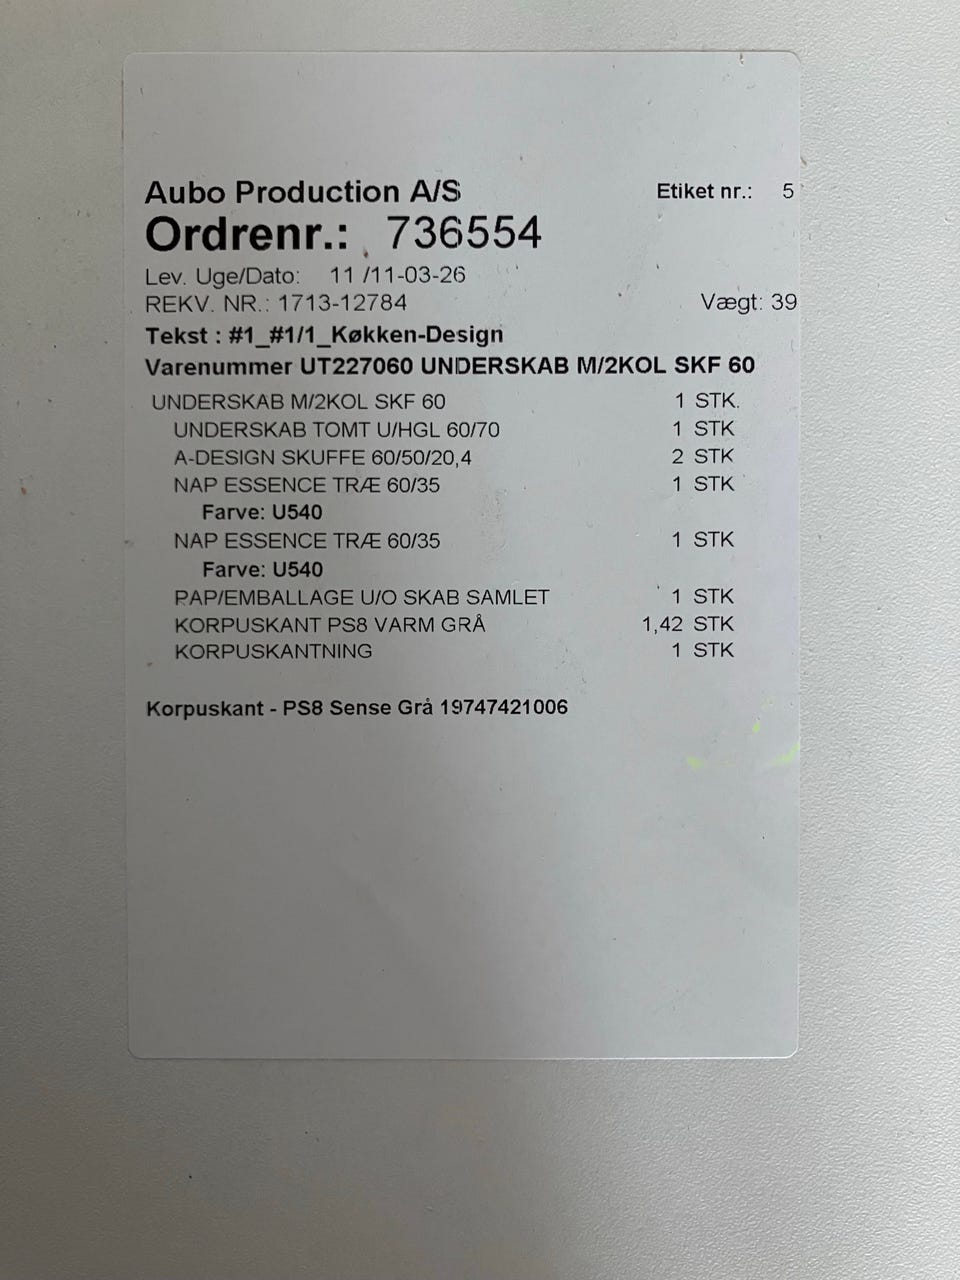 Aubo Production A/S Etiket nr.: 5
Ordrenr.: 736554
Lev. Uge/Dato: 11 /11-03-26
REKV. NR.: 1713-12784 Vægt: 39
Tekst : #1_#1/1_Køkken-Design
Varenummer UT227060 UNDERSKAB M/2KOL SKF 60
UNDERSKAB M/2KOL SKF 60 1 STK.
UNDERSKAB TOMT U/HGL 60/70 1 STK
A-DESIGN SKUFFE 60/50/20,4 2 STK
NAP ESSENCE TRÆ 60/35 1 STK
Farve: U540
NAP ESSENCE TRÆ 60/35 1 STK
Farve: U540
PAP/EMBALLAGE U/O SKAB SAMLET 1 STK
KORPUSKANT PS8 VARM GRÅ 1,42 STK
KORPUSKANTNING 1 STK
Korpuskant - PS8 Sense Grå 19747421006